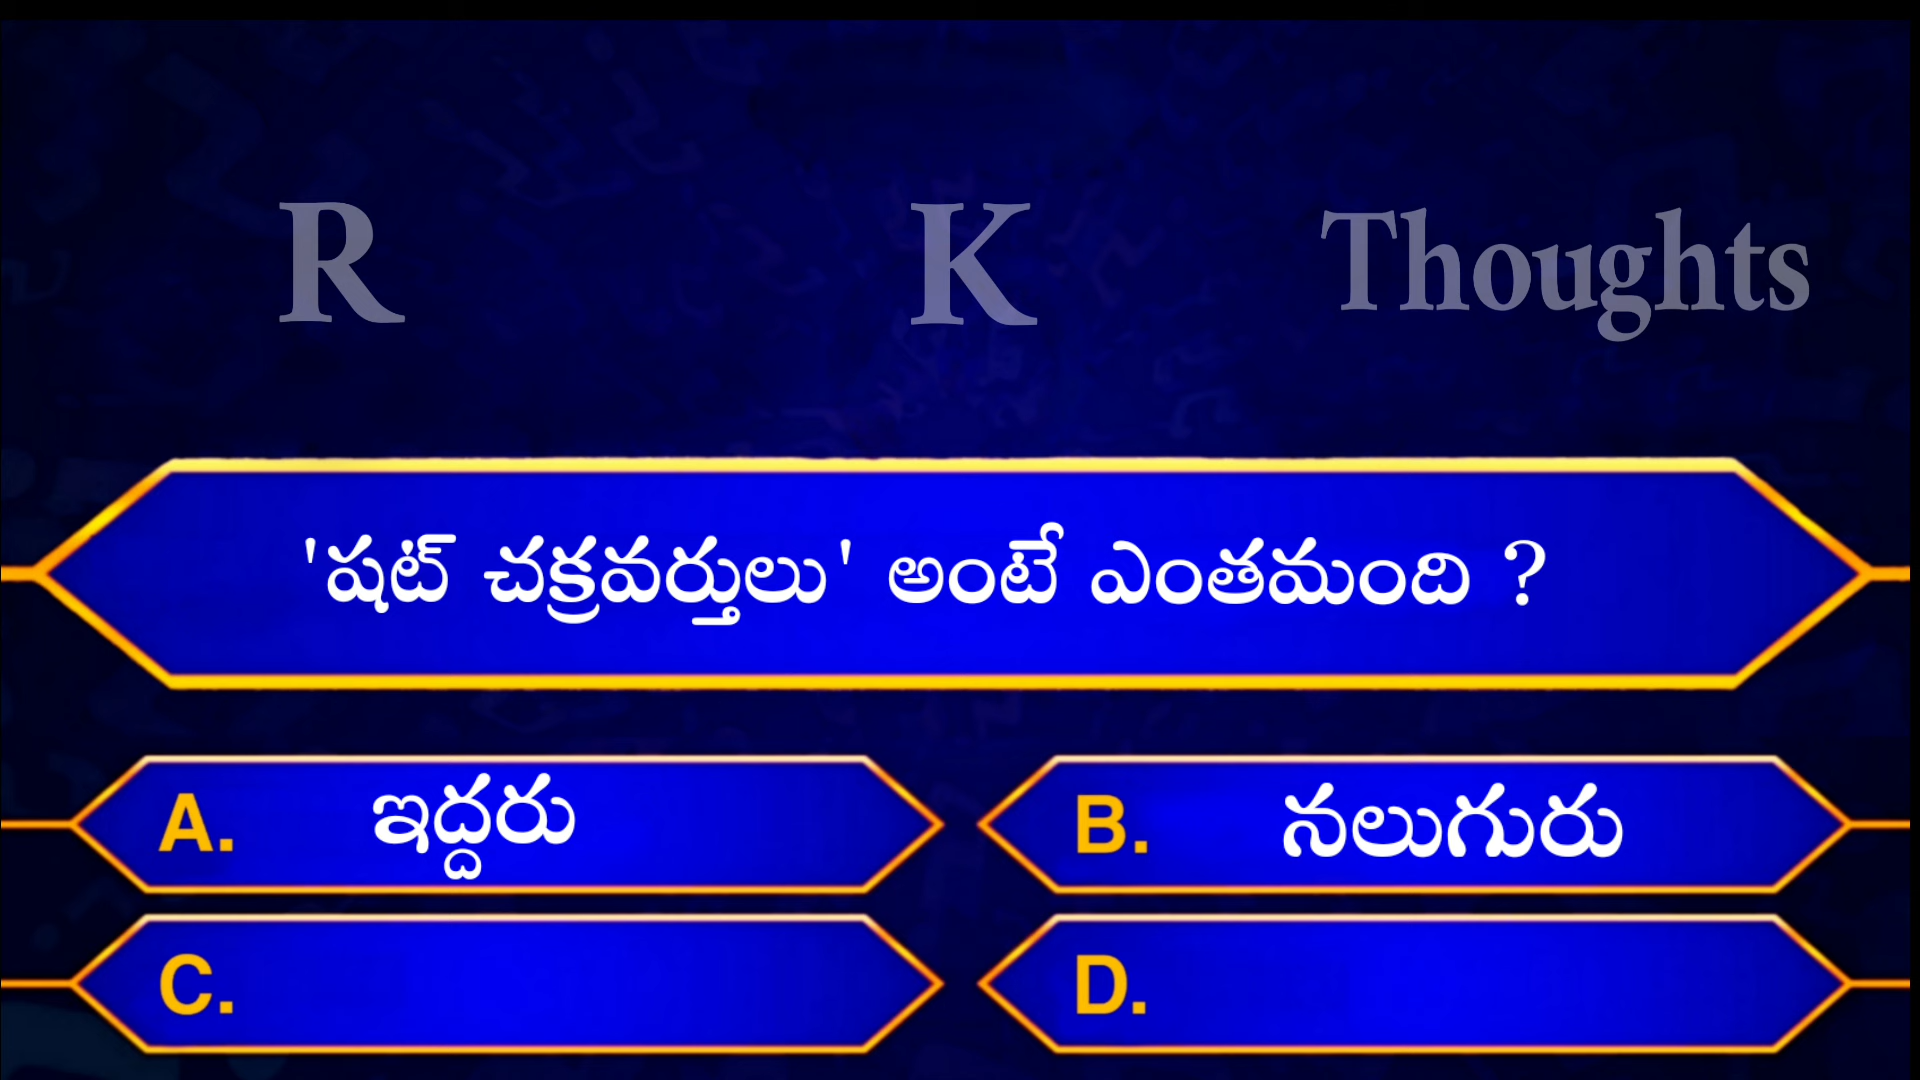 R K Thoughts
'షట్ చక్రవర్తులు' అంటే ఎంతమంది ?
A. ఇద్దరు
B. నలుగురు
C.
D.